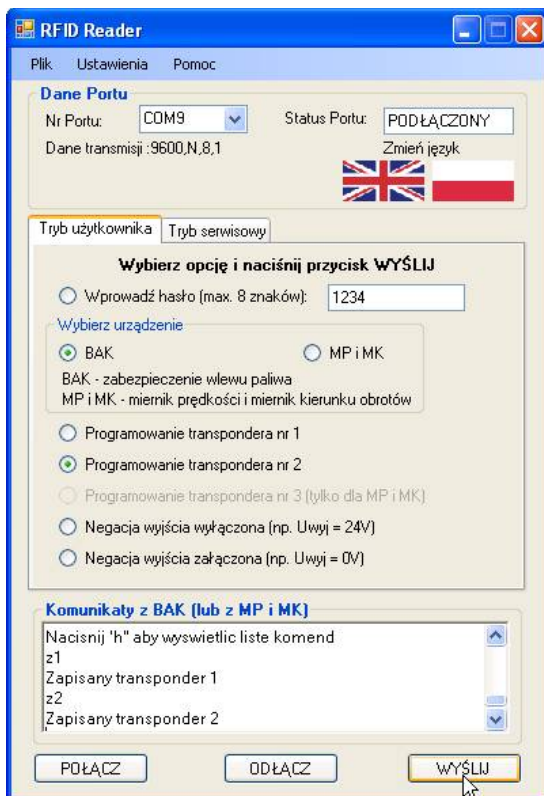 RFID Reader
Plik Ustawienia Pomoc
Dane Portu
Nr Portu: COM9 Status Portu: PODŁĄCZONY
Dane transmisji :9600,N,8,1 Zmień język
Tryb użytkownika Tryb serwisowy
Wybierz opcję i naciśnij przycisk WYŚLIJ
Wprowadź hasło (max. 8 znaków): 1234
Wybierz urządzenie
BAK MP i MK
BAK - zabezpieczenie wlewu paliwa
MP i MK - miernik prędkości i miernik kierunku obrotów
Programowanie transpondera nr 1
Programowanie transpondera nr 2
Programowanie transpondera nr 3 (tylko dla MP i MK)
Negacja wyjścia wyłączona (np. Uwyj = 24V)
Negacja wyjścia załączona (np. Uwyj = 0V)
Komunikaty z BAK (lub z MP i MK)
Nacisnij "h" aby wyswietlic liste komend
z1
Zapisany transponder 1
z2
Zapisany transponder 2
POŁĄCZ ODŁĄCZ WYŚLIJ